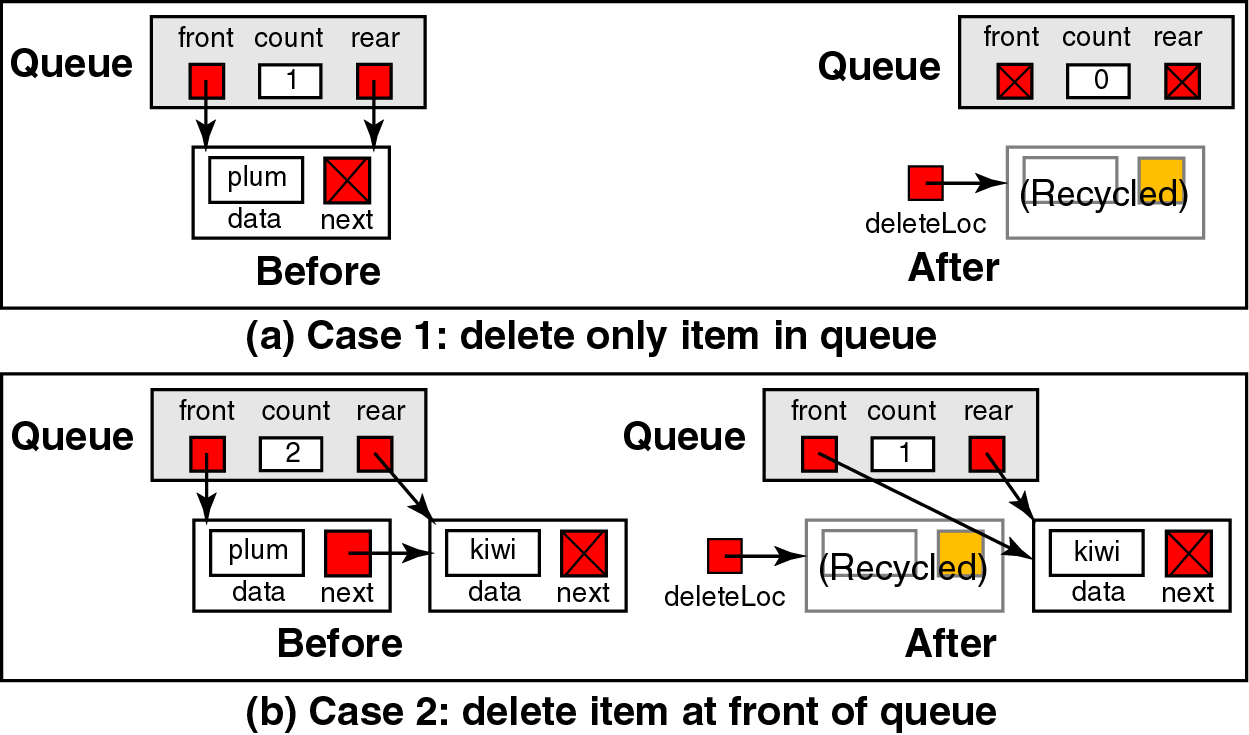 front count rear front count rear
Queue 1 Queue 0
plum (Recycled)
data next deleteLoc
Before After
(a) Case 1: delete only item in queue
front count rear front count rear
Queue 2 Queue 1
plum kiwi (Recycled) kiwi
data next data next deleteLoc data next
Before After
(b) Case 2: delete item at front of queue